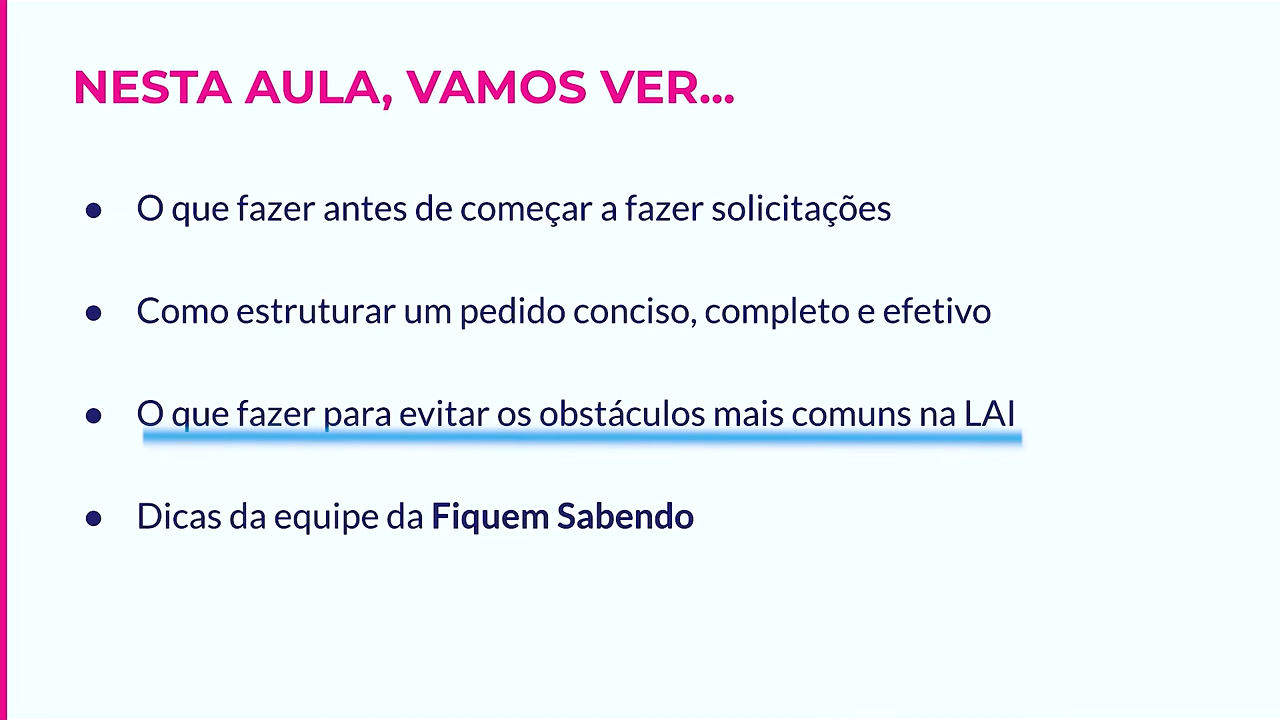 NESTA AULA, VAMOS VER...
● O que fazer antes de começar a fazer solicitações
● Como estruturar um pedido conciso, completo e efetivo
● O que fazer para evitar os obstáculos mais comuns na LAI
● Dicas da equipe da Fiquem Sabendo